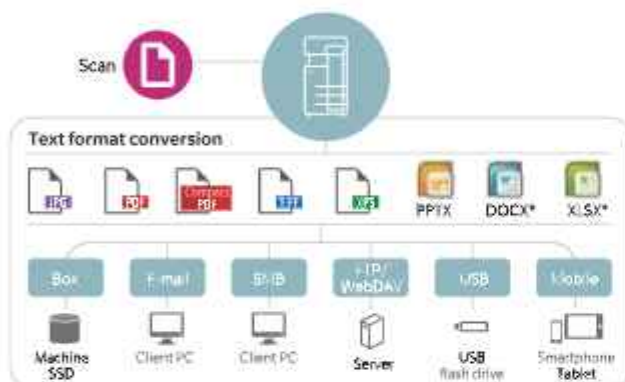 Scan
Text format conversion
JPG
PDF
Compact
PDF
TIFF
XPS
PPTX
DOCX*
XLSX*
Box
E-mail
SMB
FTP/
WebDAV
USB
Mobile
Machine
SSD
Client PC
Client PC
Server
USB
flash drive
Smartphone
Tablet